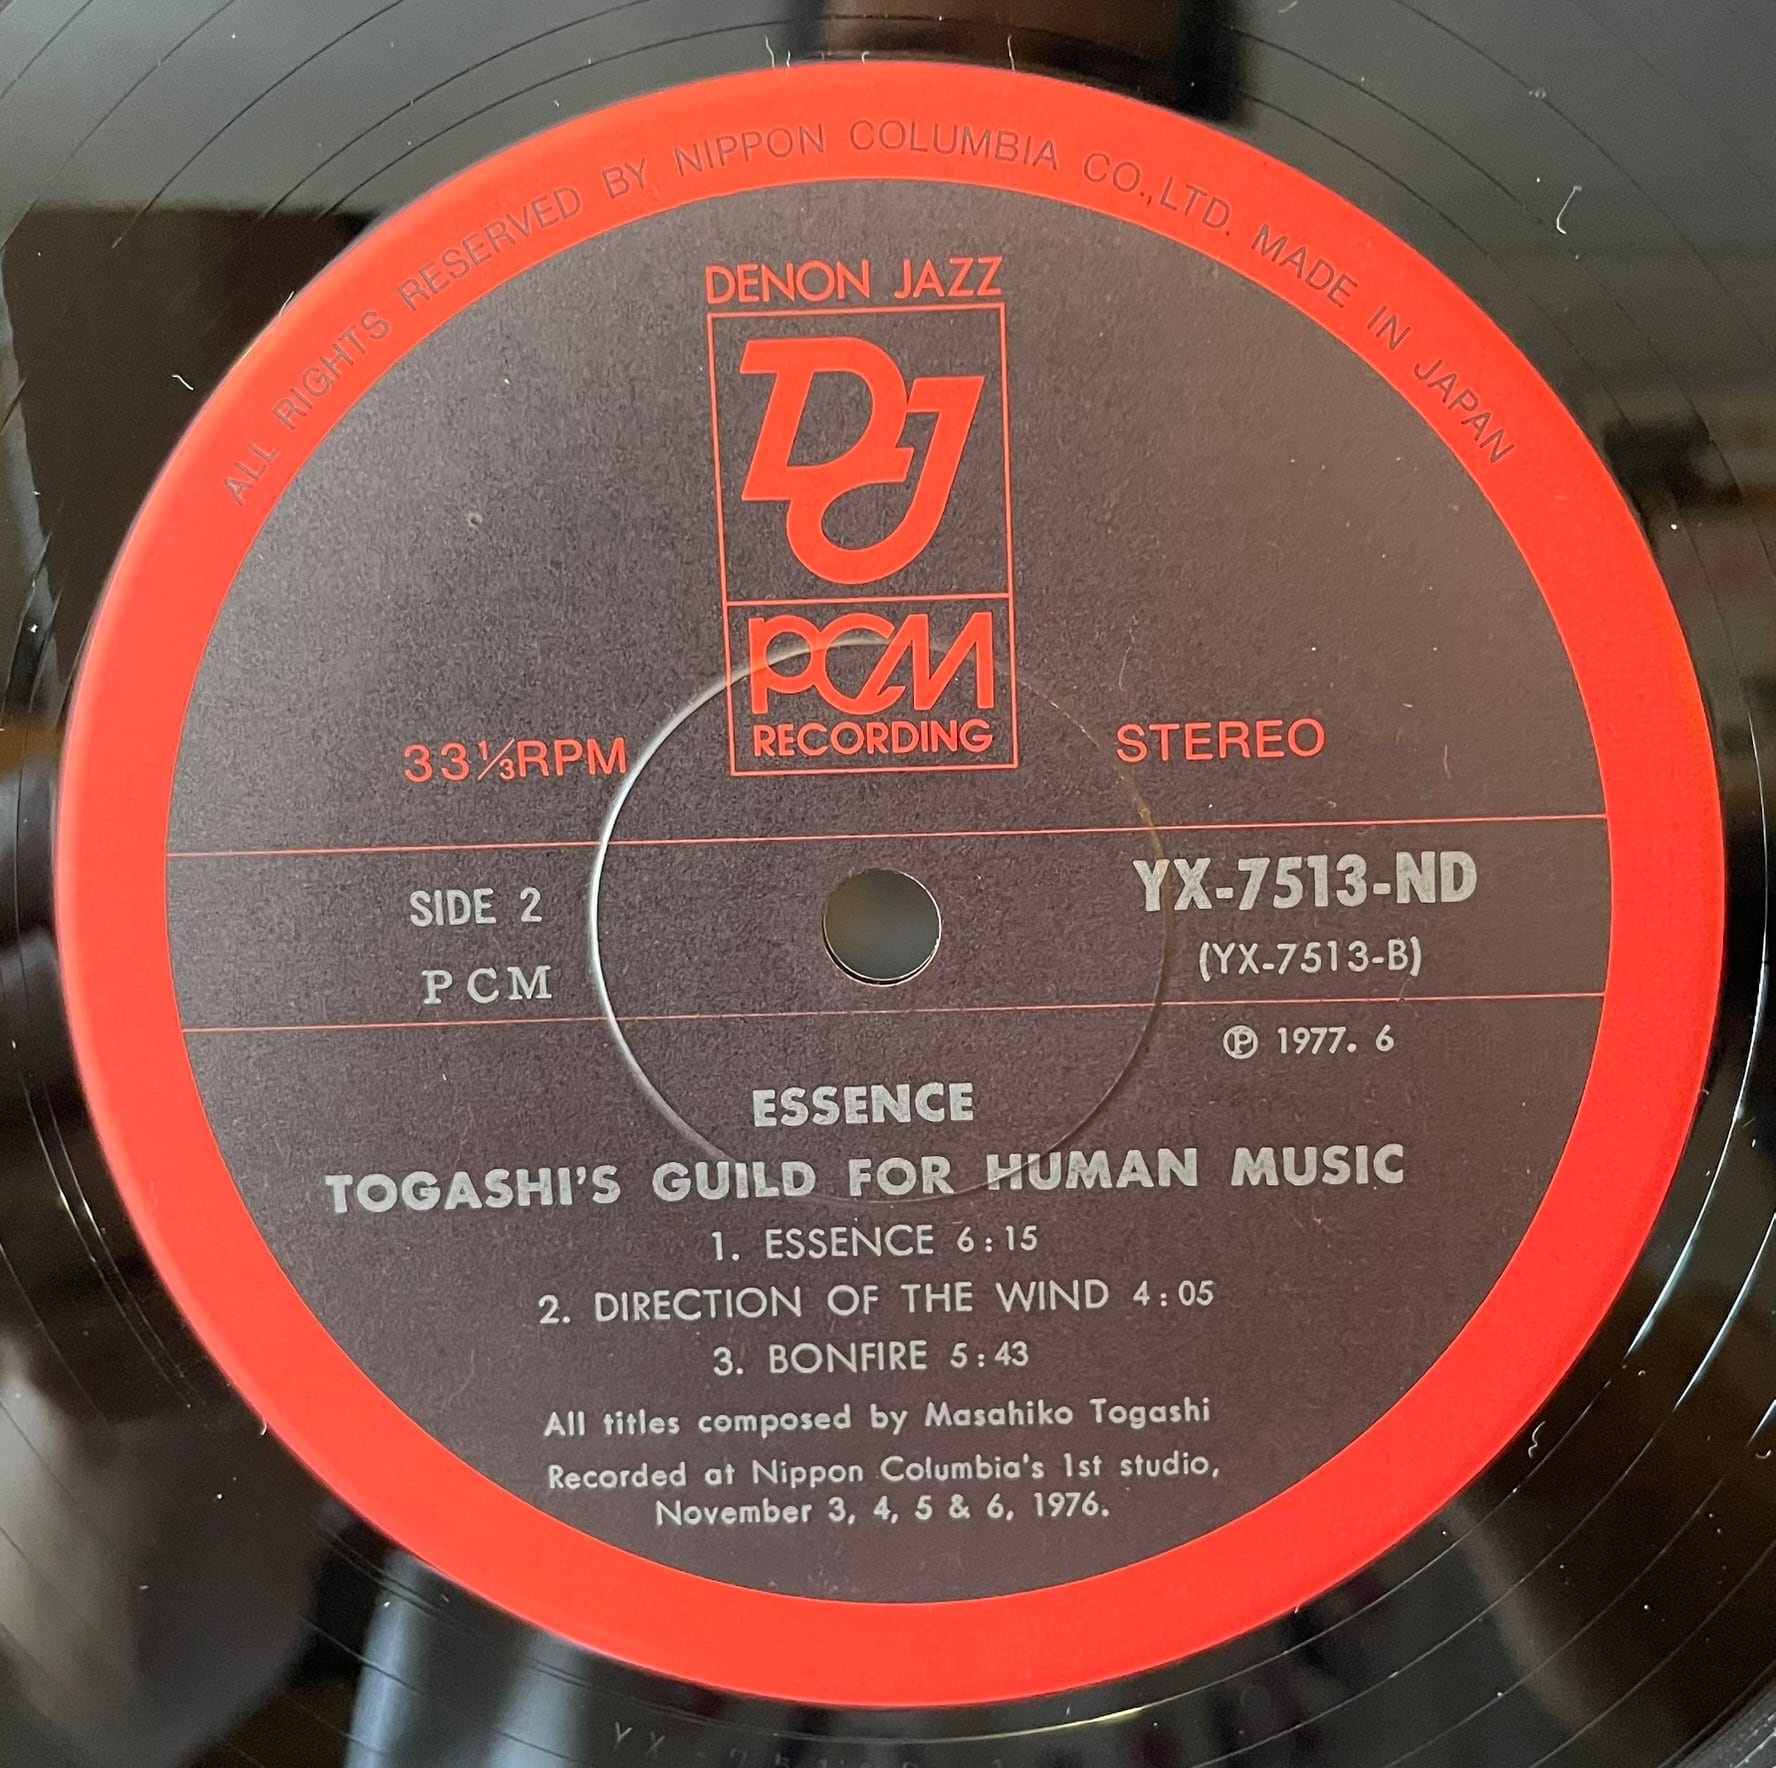 ALL RIGHTS RESERVED BY NIPPON COLUMBIA CO.,LTD. MADE IN JAPAN
DENON JAZZ
DJ
PCM
RECORDING
33⅓RPM
STEREO
SIDE 2
YX-7513-ND
PCM
(YX-7513-B)
Ⓟ 1977. 6
ESSENCE
TOGASHI'S GUILD FOR HUMAN MUSIC
1. ESSENCE 6:15
2. DIRECTION OF THE WIND 4:05
3. BONFIRE 5:43
All titles composed by Masahiko Togashi
Recorded at Nippon Columbia's 1st studio,
November 3, 4, 5 & 6, 1976.